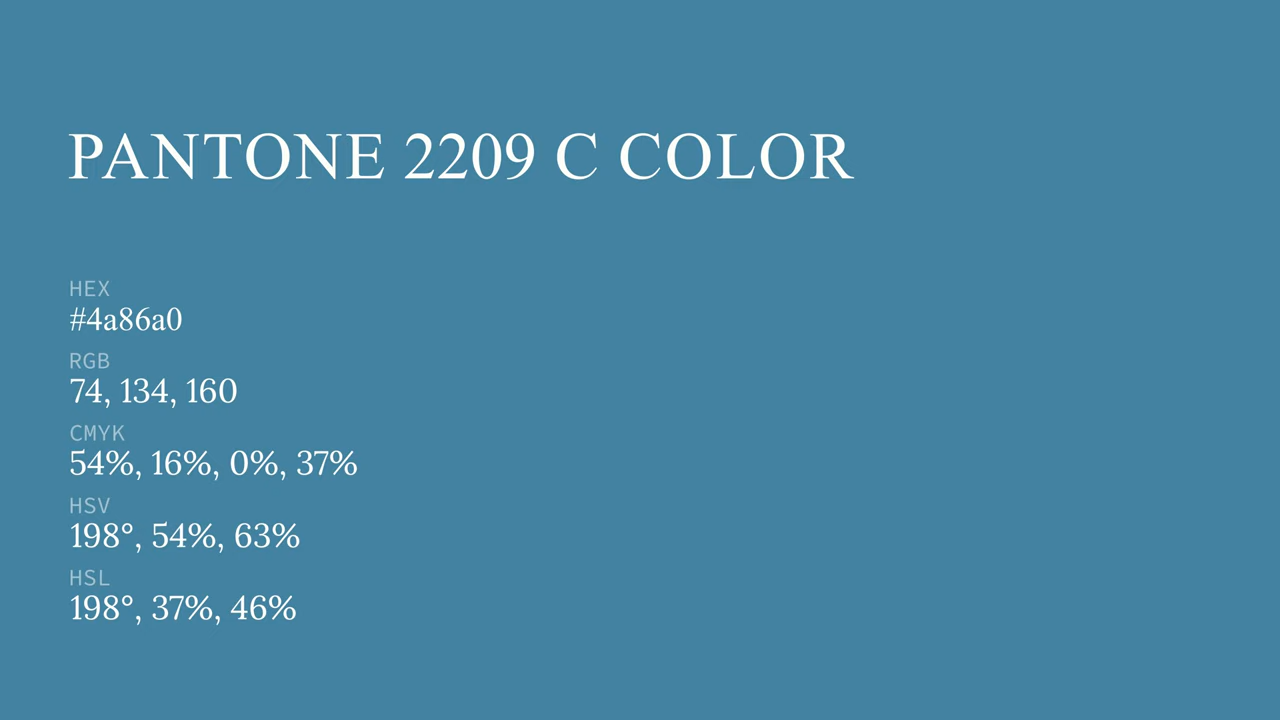 PANTONE 2209 C COLOR
HEX
#4a86a0
RGB
74, 134, 160
CMYK
54%, 16%, 0%, 37%
HSV
198°, 54%, 63%
HSL
198°, 37%, 46%